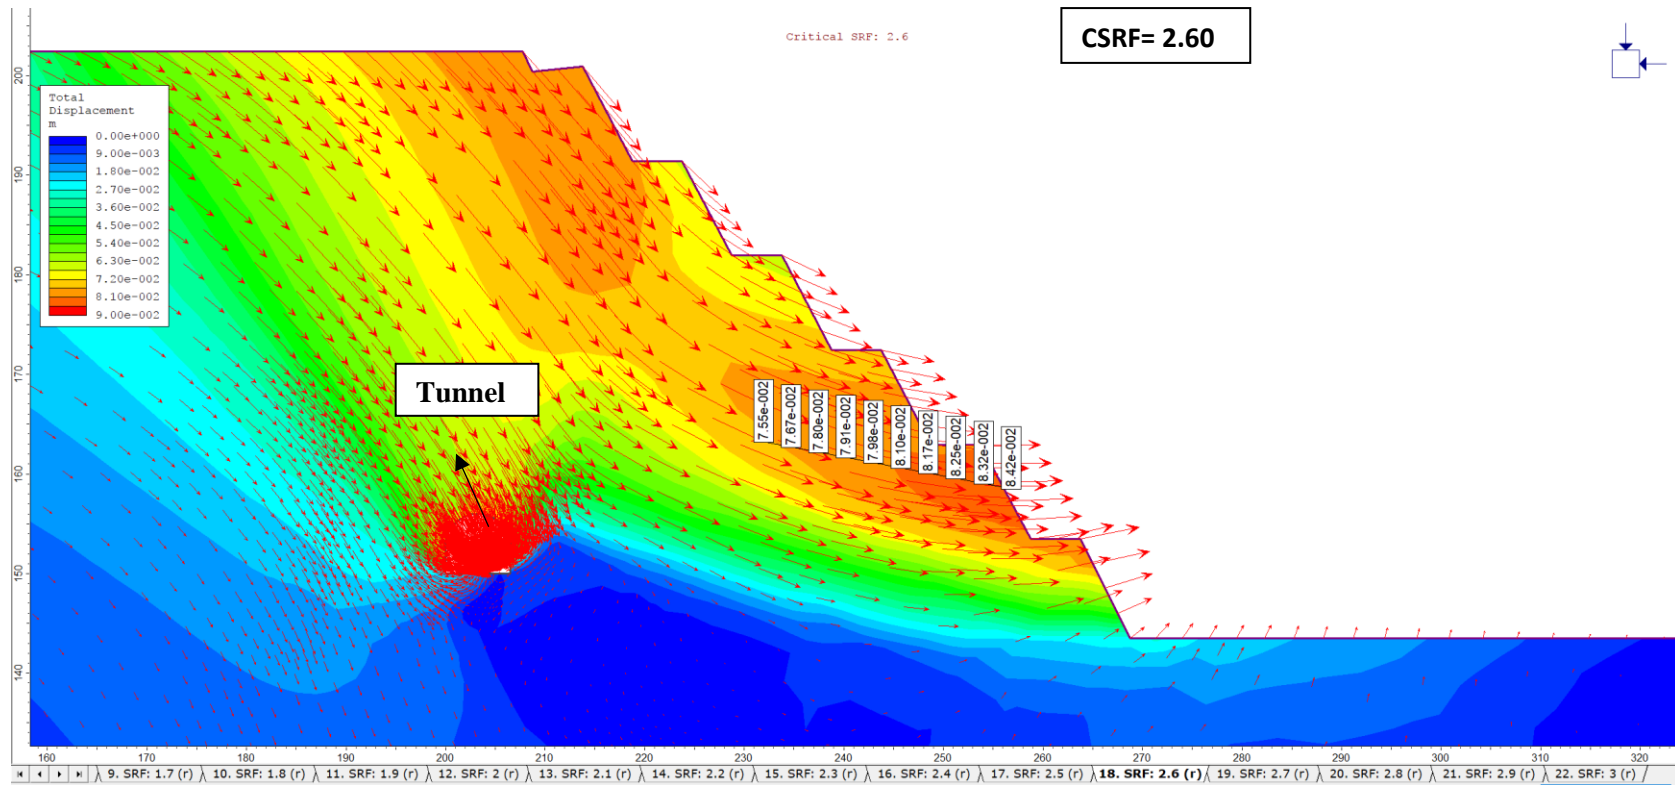 Critical SRF: 2.6
CSRF= 2.60
Total
Displacement
m
0.00e+000
9.00e-003
1.80e-002
2.70e-002
3.60e-002
4.50e-002
5.40e-002
6.30e-002
7.20e-002
8.10e-002
9.00e-002
200
190
180
170
160
150
140
Tunnel
7.55e-002
7.67e-002
7.80e-002
7.91e-002
7.98e-002
8.10e-002
8.17e-002
8.25e-002
8.32e-002
8.42e-002
160 170 180 190 200 210 220 230 240 250 260 270 280 290 300 310 320
9. SRF: 1.7 (r) 10. SRF: 1.8 (r) 11. SRF: 1.9 (r) 12. SRF: 2 (r) 13. SRF: 2.1 (r) 14. SRF: 2.2 (r) 15. SRF: 2.3 (r) 16. SRF: 2.4 (r) 17. SRF: 2.5 (r) 18. SRF: 2.6 (r) 19. SRF: 2.7 (r) 20. SRF: 2.8 (r) 21. SRF: 2.9 (r) 22. SRF: 3 (r)